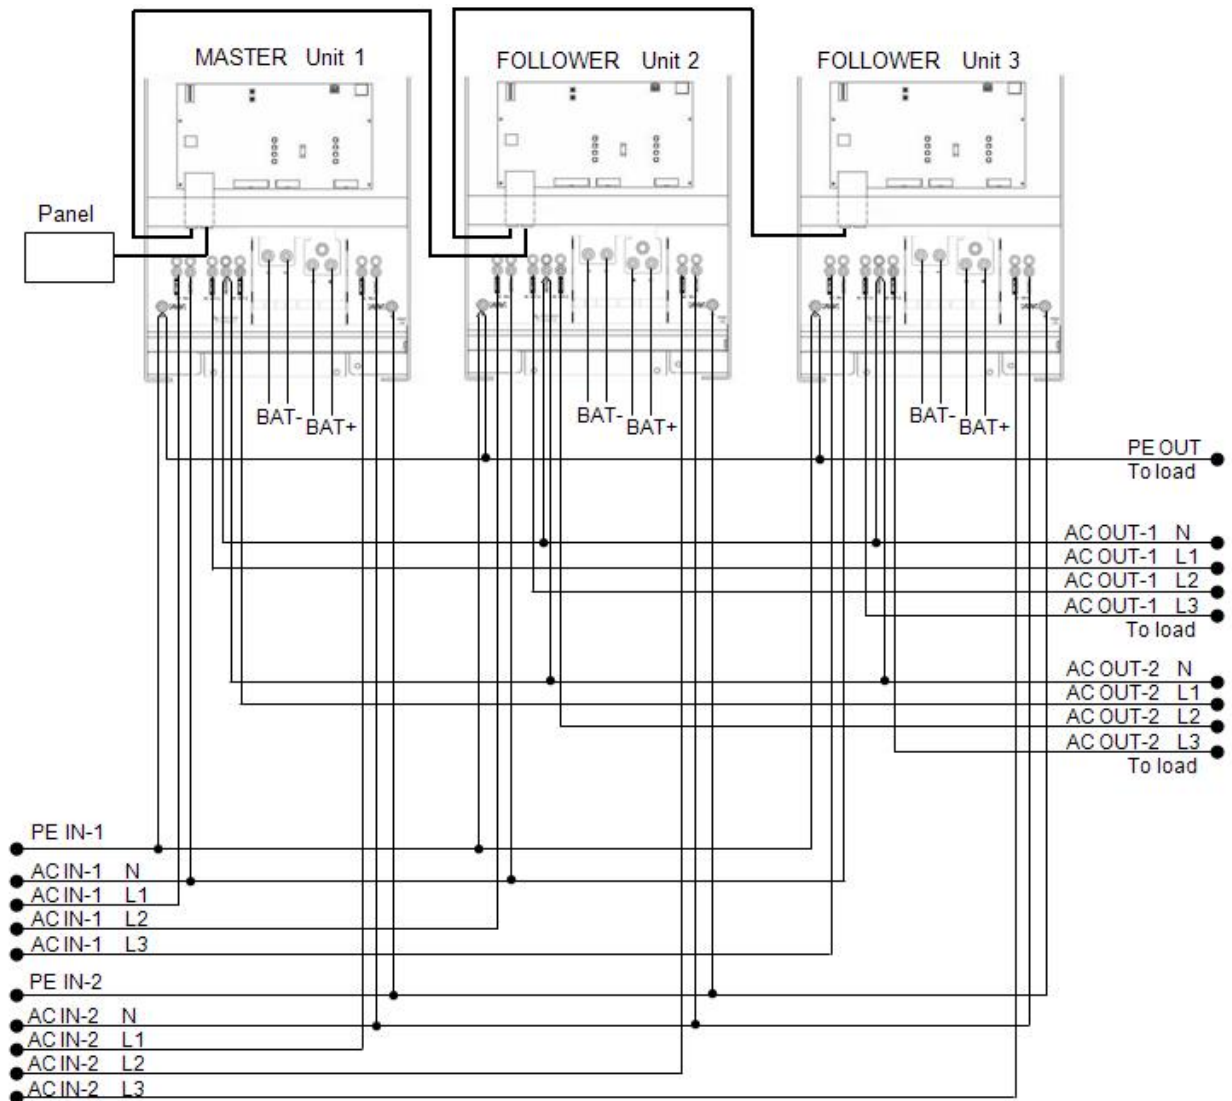 MASTER Unit 1
FOLLOWER Unit 2
FOLLOWER Unit 3
Panel
BAT-
BAT+
BAT-
BAT+
BAT-
BAT+
PE OUT
To load
AC OUT-1 N
AC OUT-1 L1
AC OUT-1 L2
AC OUT-1 L3
To load
AC OUT-2 N
AC OUT-2 L1
AC OUT-2 L2
AC OUT-2 L3
To load
PE IN-1
AC IN-1 N
AC IN-1 L1
AC IN-1 L2
AC IN-1 L3
PE IN-2
AC IN-2 N
AC IN-2 L1
AC IN-2 L2
AC IN-2 L3